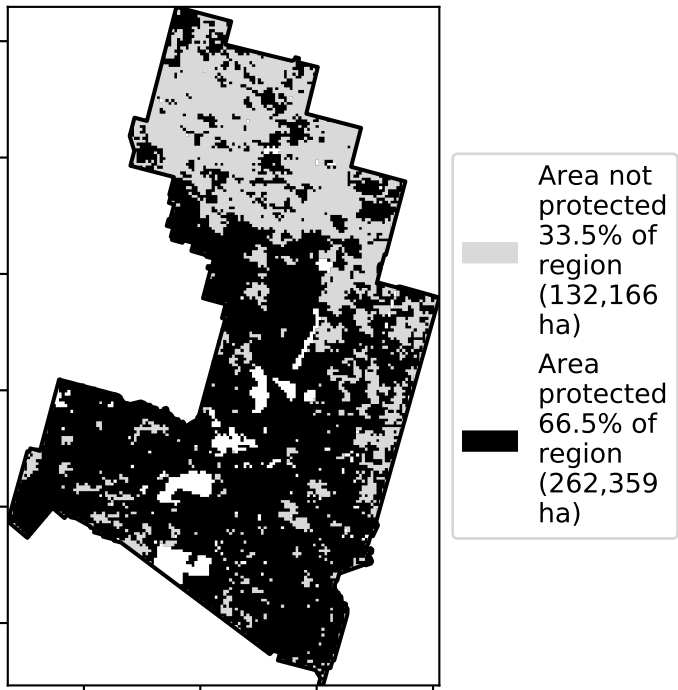 Area not
protected
33.5% of
region
(132,166
ha)
Area
protected
66.5% of
region
(262,359
ha)